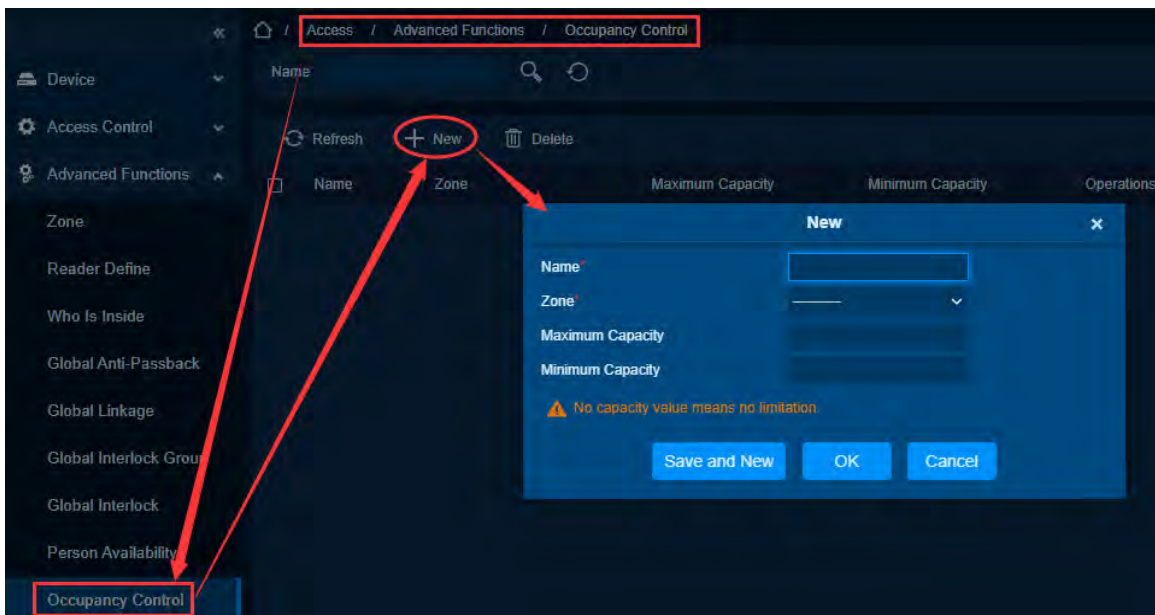 / Access / Advanced Functions / Occupancy Control
Device
Access Control
Advanced Functions
Zone
Reader Define
Who Is Inside
Global Anti-Passback
Global Linkage
Global Interlock Group
Global Interlock
Person Availability
Occupancy Control
Name
Refresh New Delete
Name Zone Maximum Capacity Minimum Capacity Operations
New
Name*
Zone*
---------
Maximum Capacity
Minimum Capacity
No capacity value means no limitation.
Save and New OK Cancel